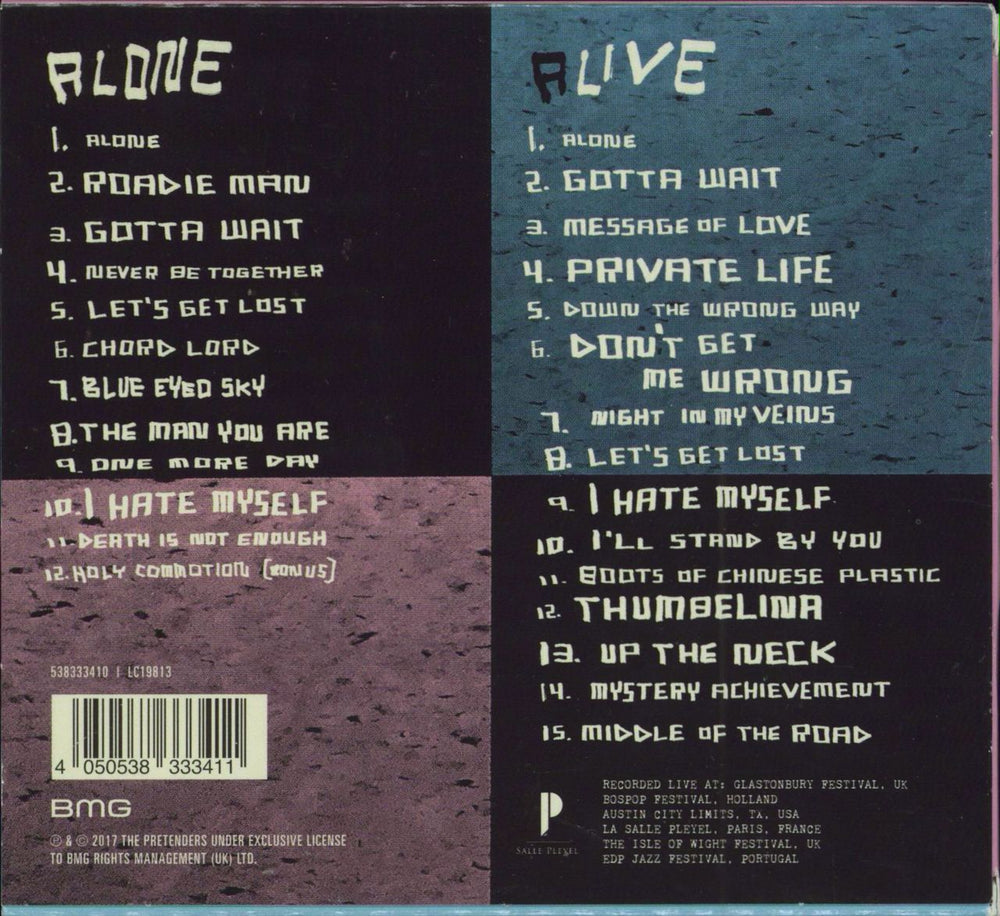 ALONE
1. ALONE
2. ROADIE MAN
3. GOTTA WAIT
4. NEVER BE TOGETHER
5. LET'S GET LOST
6. CHORD LORD
7. BLUE EYED SKY
8. THE MAN YOU ARE
9. ONE MORE DAY
10. I HATE MYSELF
11. DEATH IS NOT ENOUGH
12. HOLY COMMOTION [BONUS]
538333410 | LC19813
4 050538 333411
BMG
℗ & © 2017 THE PRETENDERS UNDER EXCLUSIVE LICENSE
TO BMG RIGHTS MANAGEMENT (UK) LTD.
ALIVE
1. ALONE
2. GOTTA WAIT
3. MESSAGE OF LOVE
4. PRIVATE LIFE
5. DOWN THE WRONG WAY
6. DON'T GET
ME WRONG
7. NIGHT IN MY VEINS
8. LET'S GET LOST
9. I HATE MYSELF
10. I'LL STAND BY YOU
11. BOOTS OF CHINESE PLASTIC
12. THUMBELINA
13. UP THE NECK
14. MYSTERY ACHIEVEMENT
15. MIDDLE OF THE ROAD
P
SALLE PLEYEL
RECORDED LIVE AT: GLASTONBURY FESTIVAL, UK
BOSPOP FESTIVAL, HOLLAND
AUSTIN CITY LIMITS, TX, USA
LA SALLE PLEYEL, PARIS, FRANCE
THE ISLE OF WIGHT FESTIVAL, UK
EDP JAZZ FESTIVAL, PORTUGAL